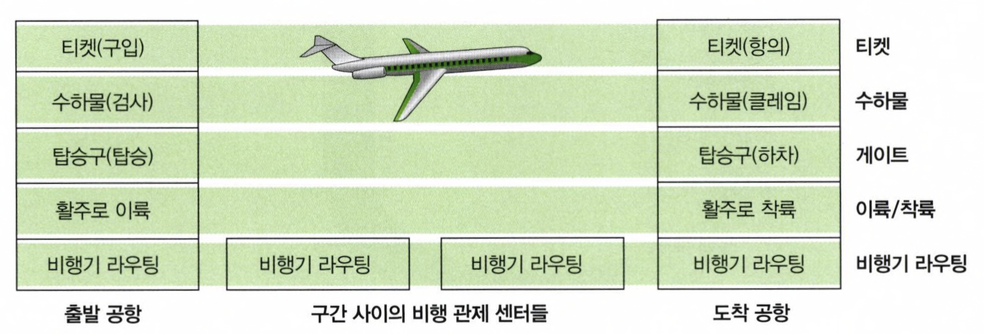 티켓(구입) 티켓(항의) 티켓
수하물(검사) 수하물(클레임) 수하물
탑승구(탑승) 탑승구(하차) 게이트
활주로 이륙 활주로 착륙 이륙/착륙
비행기 라우팅 비행기 라우팅 비행기 라우팅 비행기 라우팅 비행기 라우팅
출발 공항 구간 사이의 비행 관제 센터들 도착 공항